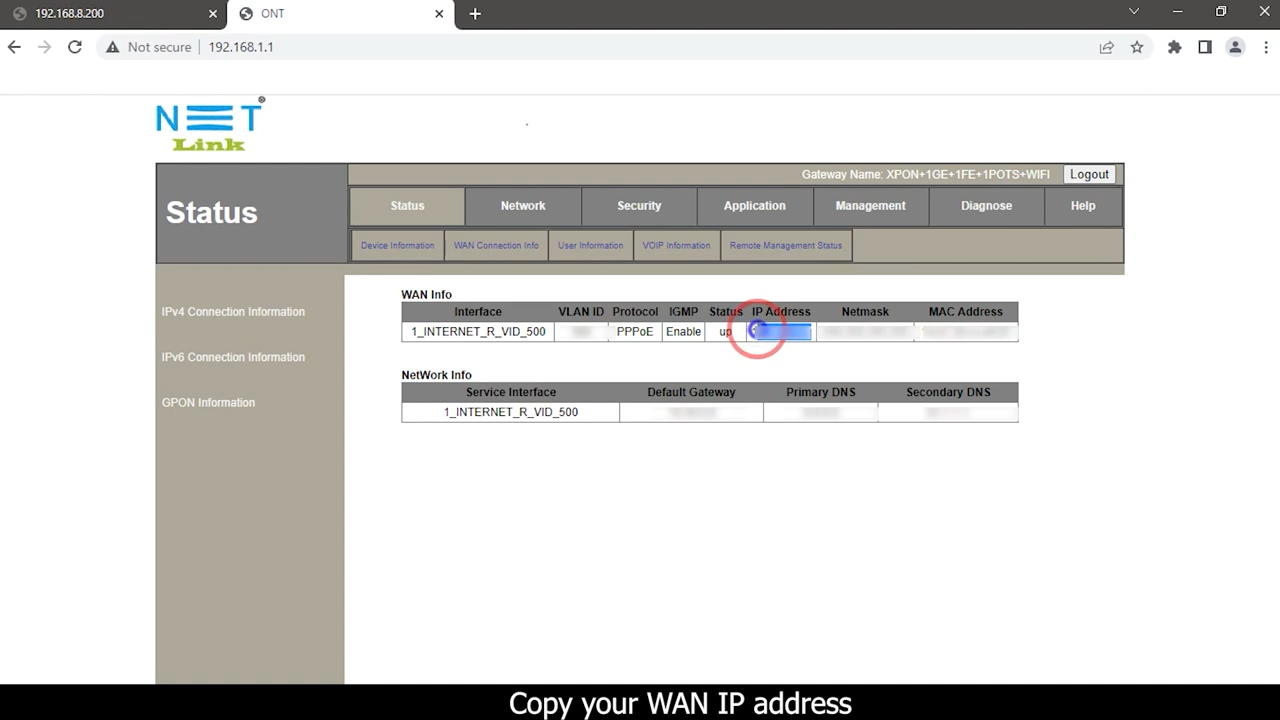 192.168.8.200
ONT
Not secure
192.168.1.1
NET
Link
Gateway Name: XPON+1GE+1FE+1POTS+WIFI Logout
Status
Status Network Security Application Management Diagnose Help
Device Information WAN Connection Info User Information VOIP Information Remote Management Status
IPv4 Connection Information
IPv6 Connection Information
GPON Information
WAN Info
Interface VLAN ID Protocol IGMP Status IP Address Netmask MAC Address
1_INTERNET_R_VID_500 PPPoE Enable up
NetWork Info
Service Interface Default Gateway Primary DNS Secondary DNS
1_INTERNET_R_VID_500
Copy your WAN IP address